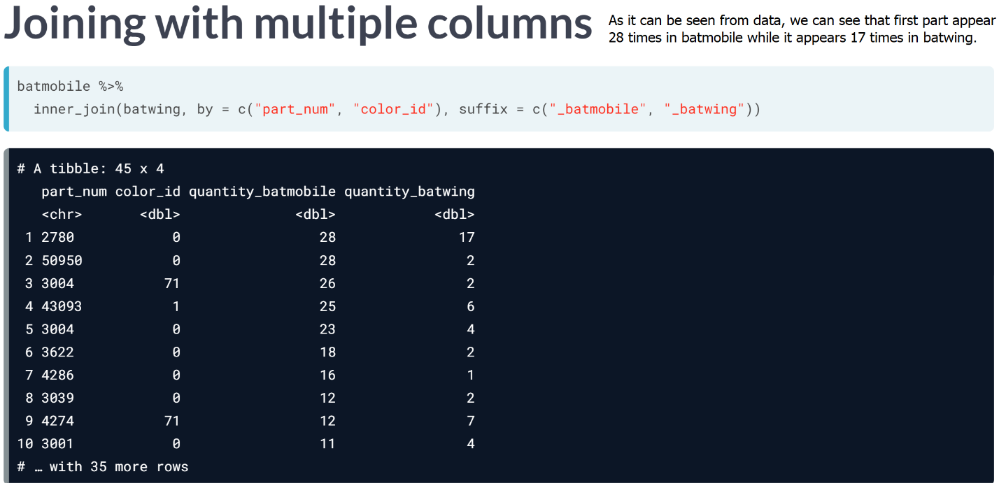 Joining with multiple columns
As it can be seen from data, we can see that first part appear
28 times in batmobile while it appears 17 times in batwing.
batmobile %>%
  inner_join(batwing, by = c("part_num", "color_id"), suffix = c("_batmobile", "_batwing"))
# A tibble: 45 x 4
   part_num color_id quantity_batmobile quantity_batwing
   <chr>       <dbl>              <dbl>            <dbl>
 1 2780            0                 28               17
 2 50950           0                 28                2
 3 3004           71                 26                2
 4 43093           1                 25                6
 5 3004            0                 23                4
 6 3622            0                 18                2
 7 4286            0                 16                1
 8 3039            0                 12                2
 9 4274           71                 12                7
10 3001            0                 11                4
# … with 35 more rows